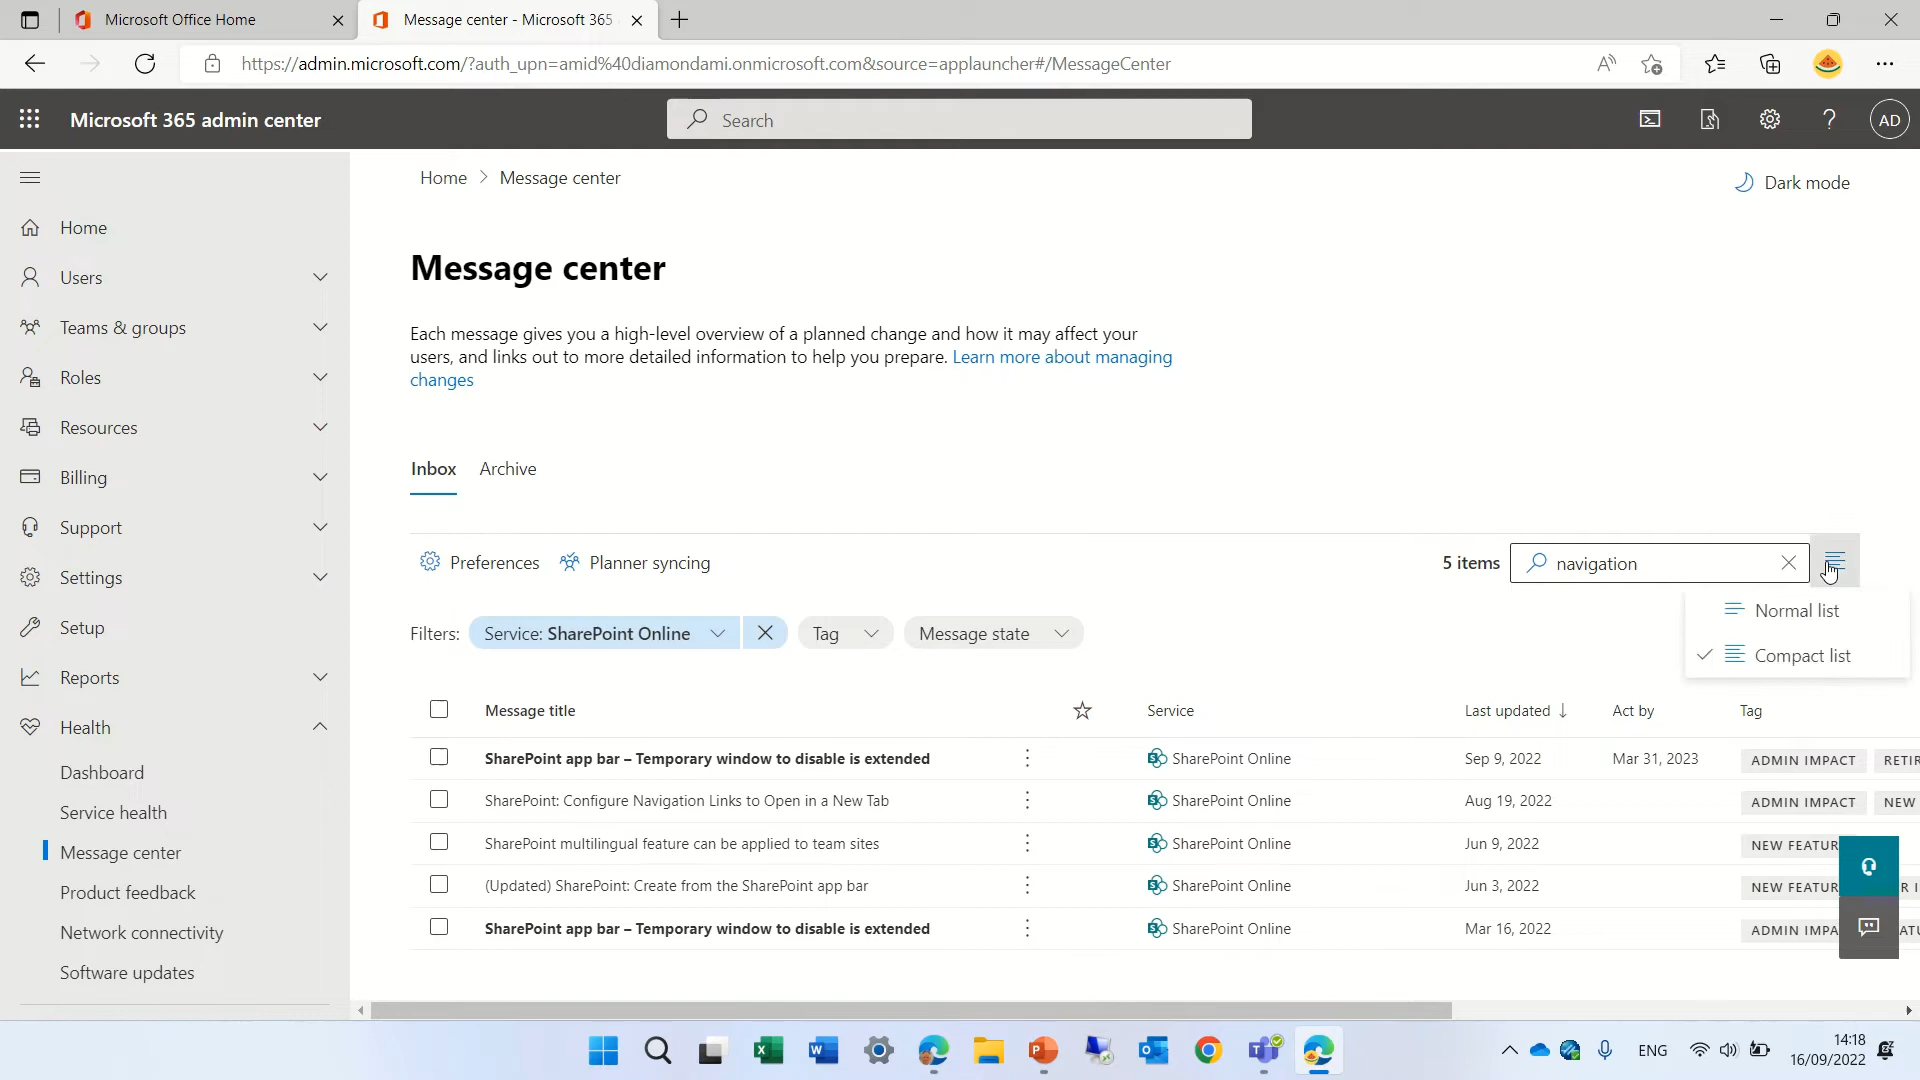 Microsoft Office Home
Message center - Microsoft 365
https://admin.microsoft.com/?auth_upn=amid%40diamondami.onmicrosoft.com&source=applauncher#/MessageCenter
Microsoft 365 admin center
Search
AD
Home
Users
Teams & groups
Roles
Resources
Billing
Support
Settings
Setup
Reports
Health
Dashboard
Service health
Message center
Product feedback
Network connectivity
Software updates
Home > Message center
Dark mode
Message center
Each message gives you a high-level overview of a planned change and how it may affect your
users, and links out to more detailed information to help you prepare. Learn more about managing
changes
Inbox
Archive
Preferences
Planner syncing
5 items
navigation
Normal list
Compact list
Filters:
Service: SharePoint Online
Tag
Message state
Message title
Service
Last updated ↓
Act by
Tag
SharePoint app bar – Temporary window to disable is extended
SharePoint Online
Sep 9, 2022
Mar 31, 2023
ADMIN IMPACT
RETIR
SharePoint: Configure Navigation Links to Open in a New Tab
SharePoint Online
Aug 19, 2022
ADMIN IMPACT
NEW
SharePoint multilingual feature can be applied to team sites
SharePoint Online
Jun 9, 2022
NEW FEATUR
(Updated) SharePoint: Create from the SharePoint app bar
SharePoint Online
Jun 3, 2022
NEW FEATUR
R I
SharePoint app bar – Temporary window to disable is extended
SharePoint Online
Mar 16, 2022
ADMIN IMPA
ATU
ENG
14:18
16/09/2022